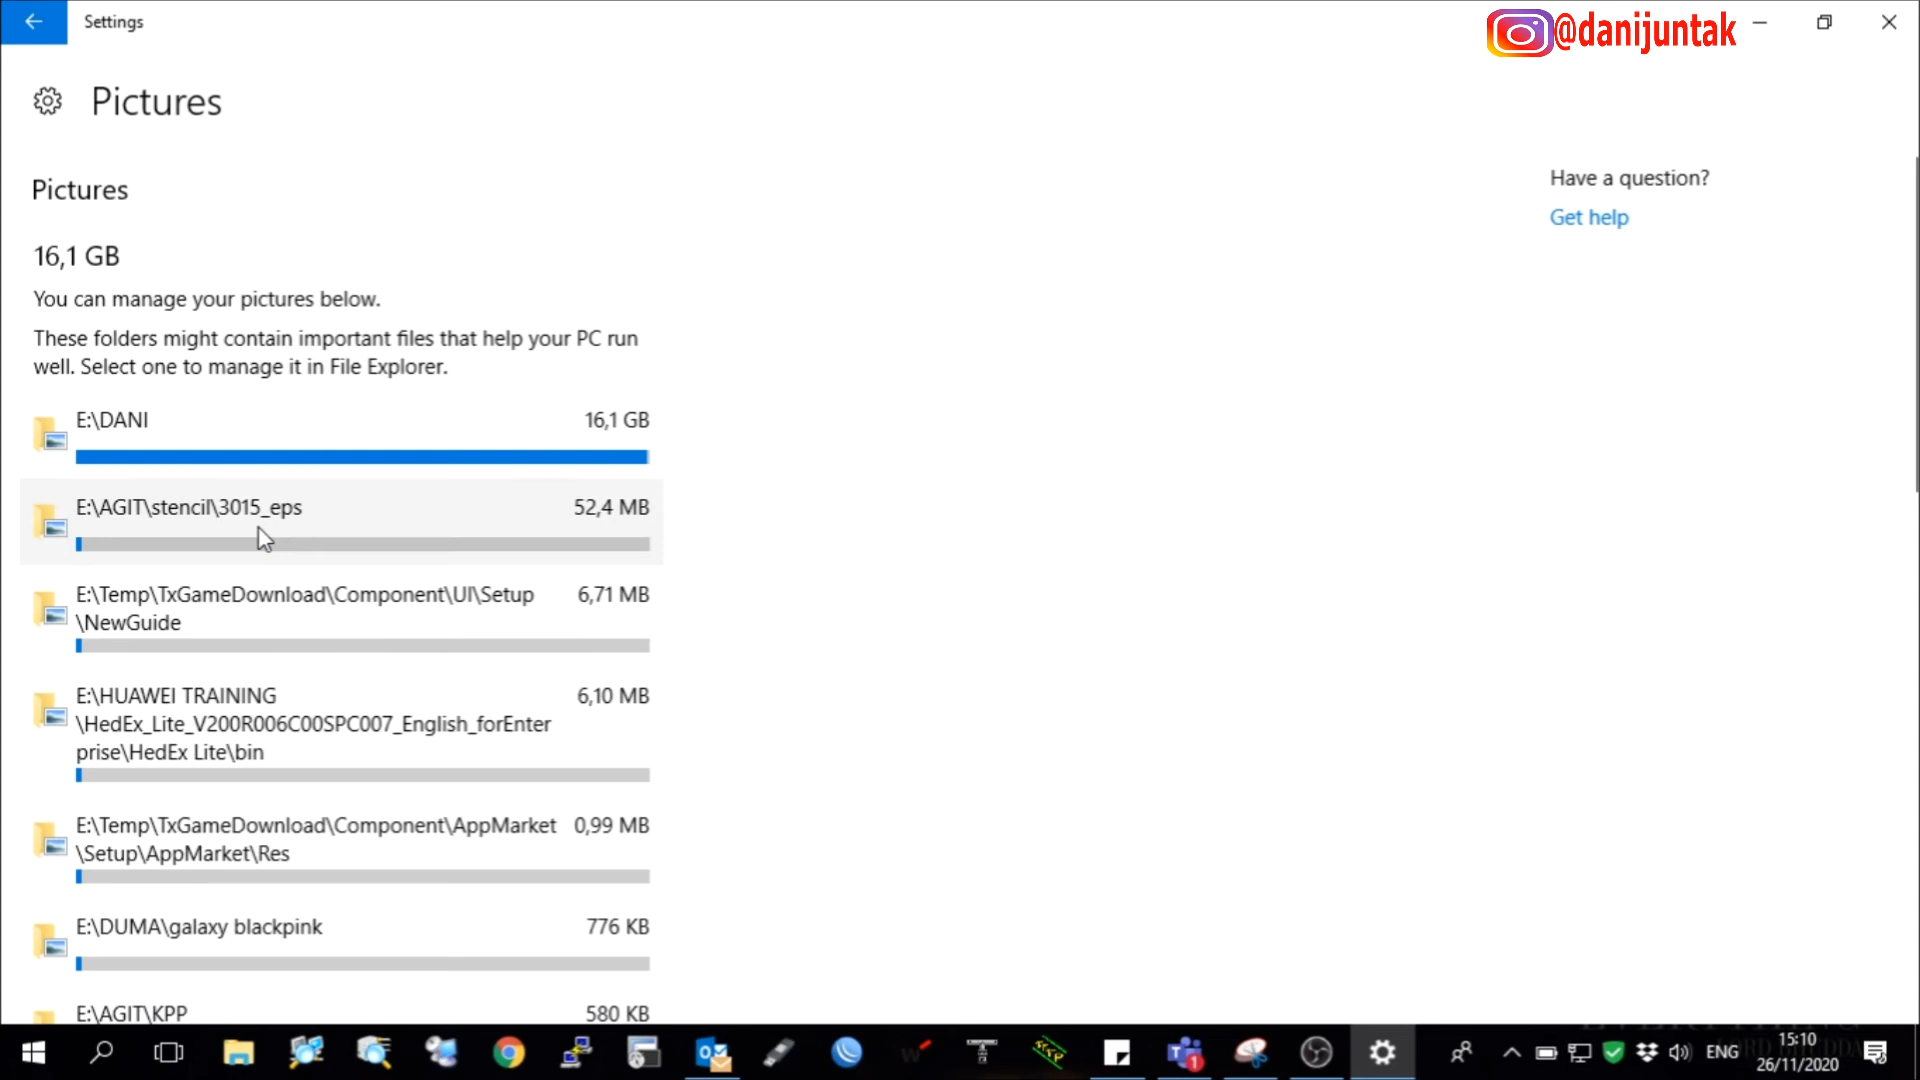 Settings
@danijuntak
Pictures
Pictures
Have a question?
Get help
16,1 GB
You can manage your pictures below.
These folders might contain important files that help your PC run
well. Select one to manage it in File Explorer.
E:\DANI 16,1 GB
E:\AGIT\stencil\3015_eps 52,4 MB
E:\Temp\TxGameDownload\Component\UI\Setup 6,71 MB
\NewGuide
E:\HUAWEI TRAINING 6,10 MB
\HedEx_Lite_V200R006C00SPC007_English_forEnter
prise\HedEx Lite\bin
E:\Temp\TxGameDownload\Component\AppMarket 0,99 MB
\Setup\AppMarket\Res
E:\DUMA\galaxy blackpink 776 KB
E:\AGIT\KPP 580 KB
ENG
15:10
26/11/2020